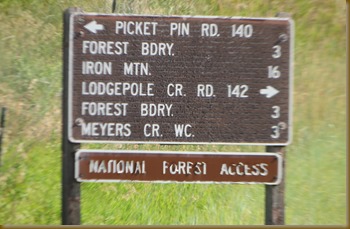 ← PICKET PIN RD. 140
FOREST BDRY. 3
IRON MTN. 16
LODGEPOLE CR. RD. 142 →
FOREST BDRY. 3
MEYERS CR. WC. 3
NATIONAL FOREST ACCESS